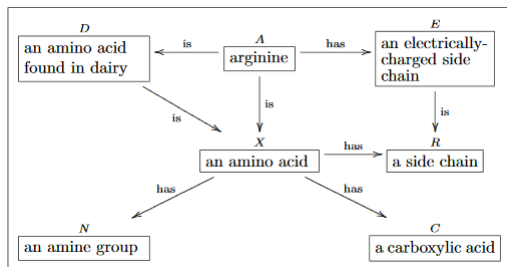 D
an amino acid
found in dairy
is
A
arginine
has
E
an electrically-
charged side
chain
is
is
is
X
an amino acid
has
R
a side chain
has
has
N
an amine group
C
a carboxylic acid